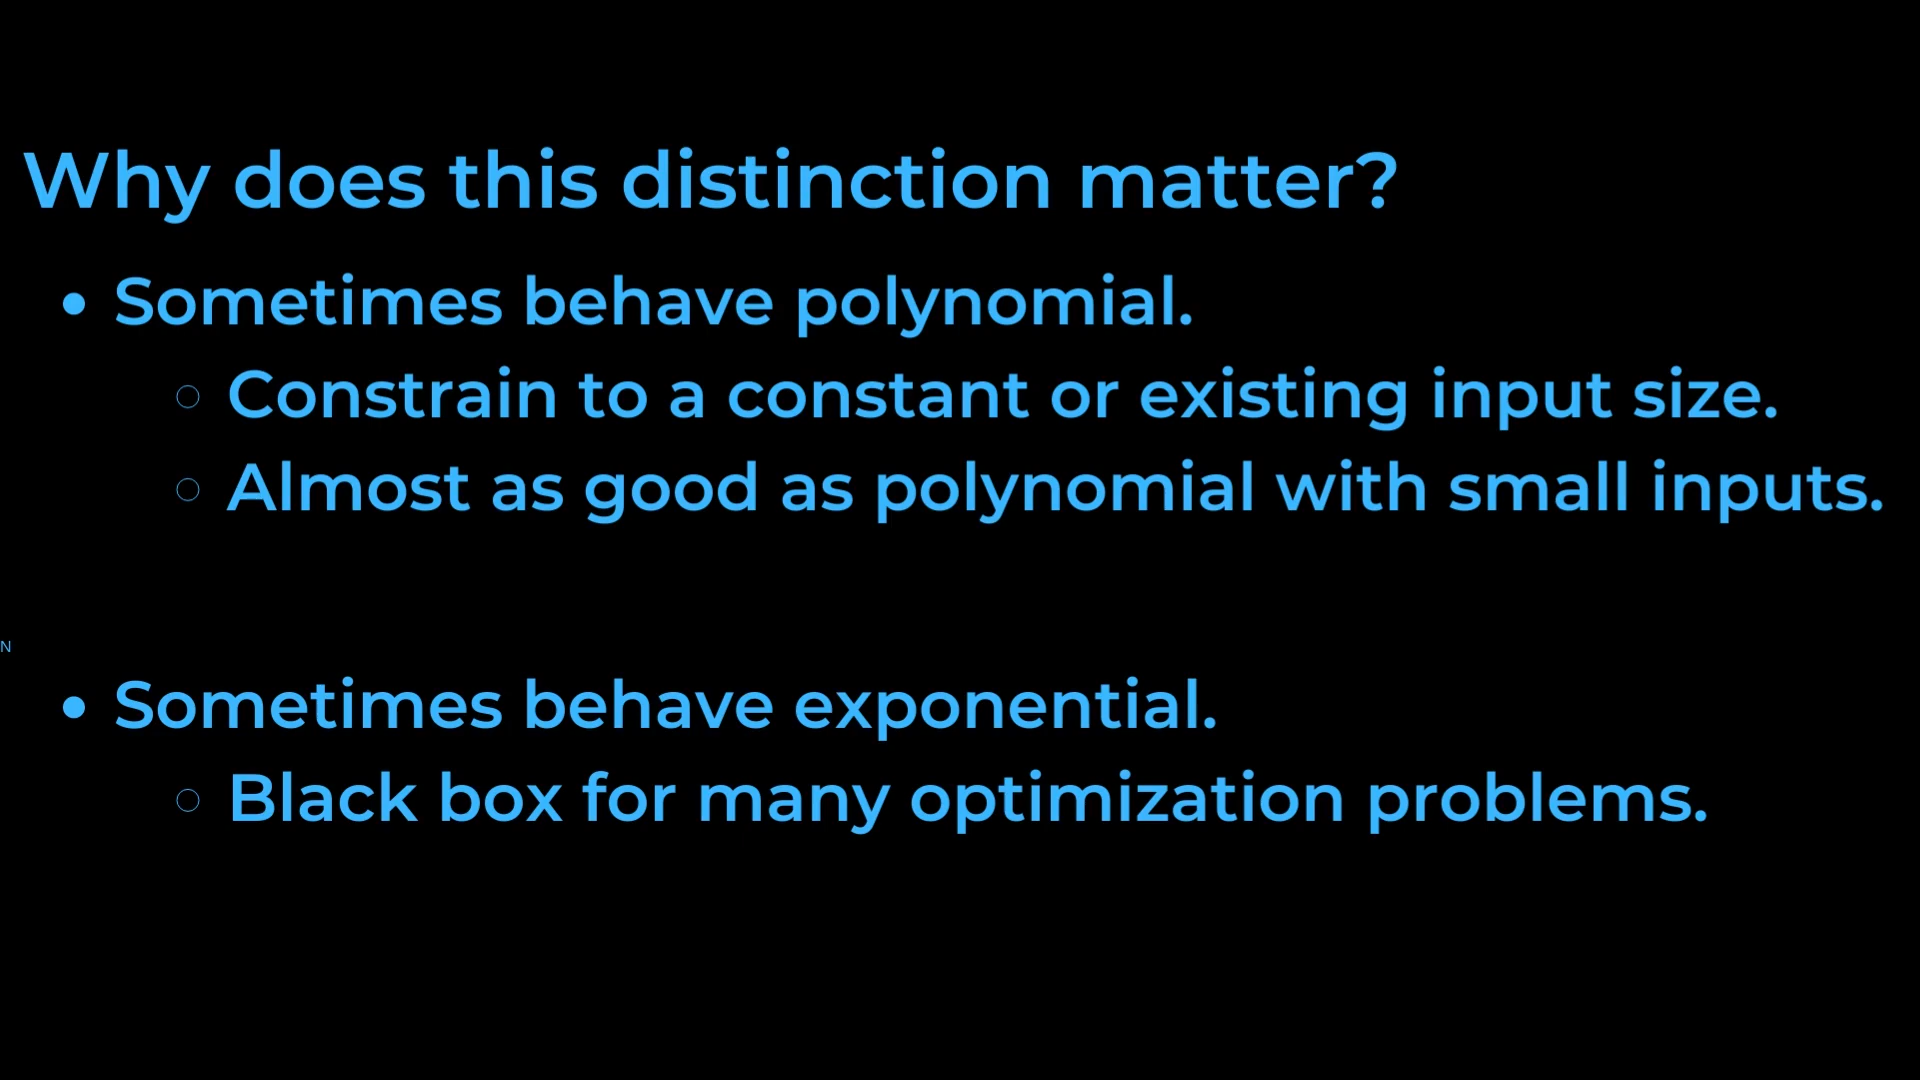 Why does this distinction matter?
• Sometimes behave polynomial.
○ Constrain to a constant or existing input size.
○ Almost as good as polynomial with small inputs.
N
• Sometimes behave exponential.
○ Black box for many optimization problems.